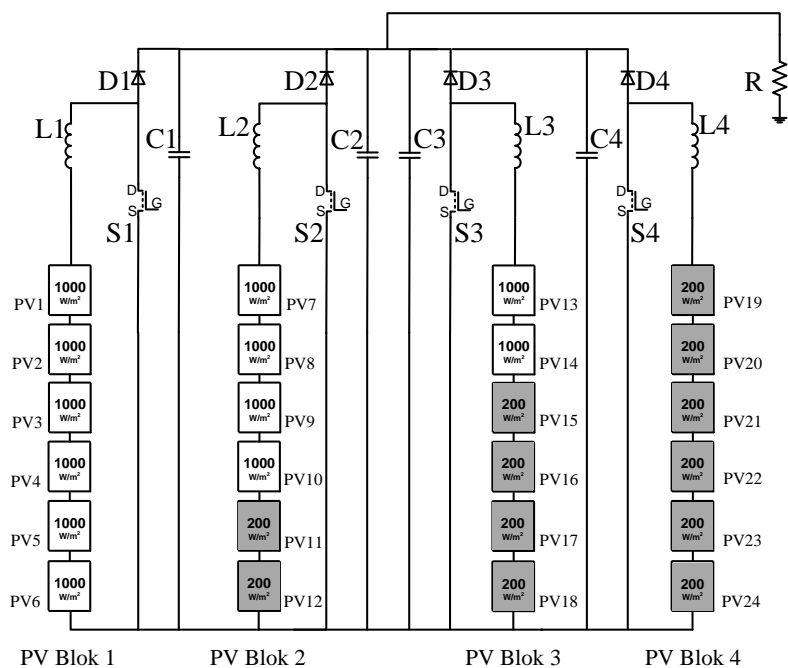 D1 D2 D3 D4 R
L1 C1 L2 C2 C3 L3 C4 L4
D G S D G S D G S D G S
S1 S2 S3 S4
1000 W/m² PV1 1000 W/m² PV7 1000 W/m² PV13 200 W/m² PV19
1000 W/m² PV2 1000 W/m² PV8 1000 W/m² PV14 200 W/m² PV20
1000 W/m² PV3 1000 W/m² PV9 200 W/m² PV15 200 W/m² PV21
1000 W/m² PV4 1000 W/m² PV10 200 W/m² PV16 200 W/m² PV22
1000 W/m² PV5 200 W/m² PV11 200 W/m² PV17 200 W/m² PV23
1000 W/m² PV6 200 W/m² PV12 200 W/m² PV18 200 W/m² PV24
PV Blok 1 PV Blok 2 PV Blok 3 PV Blok 4